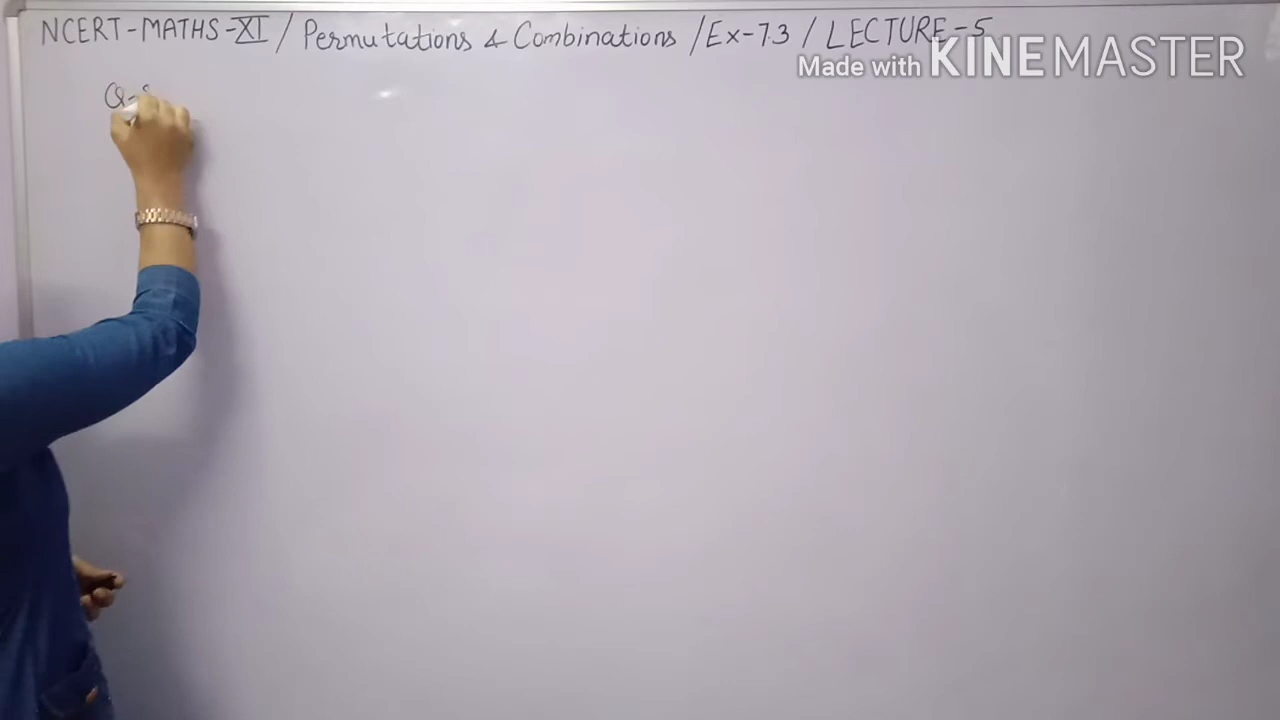 NCERT-MATHS-XI / Permutations & Combinations / Ex-7.3 / LECTURE-5
Made with KINEMASTER
Q-